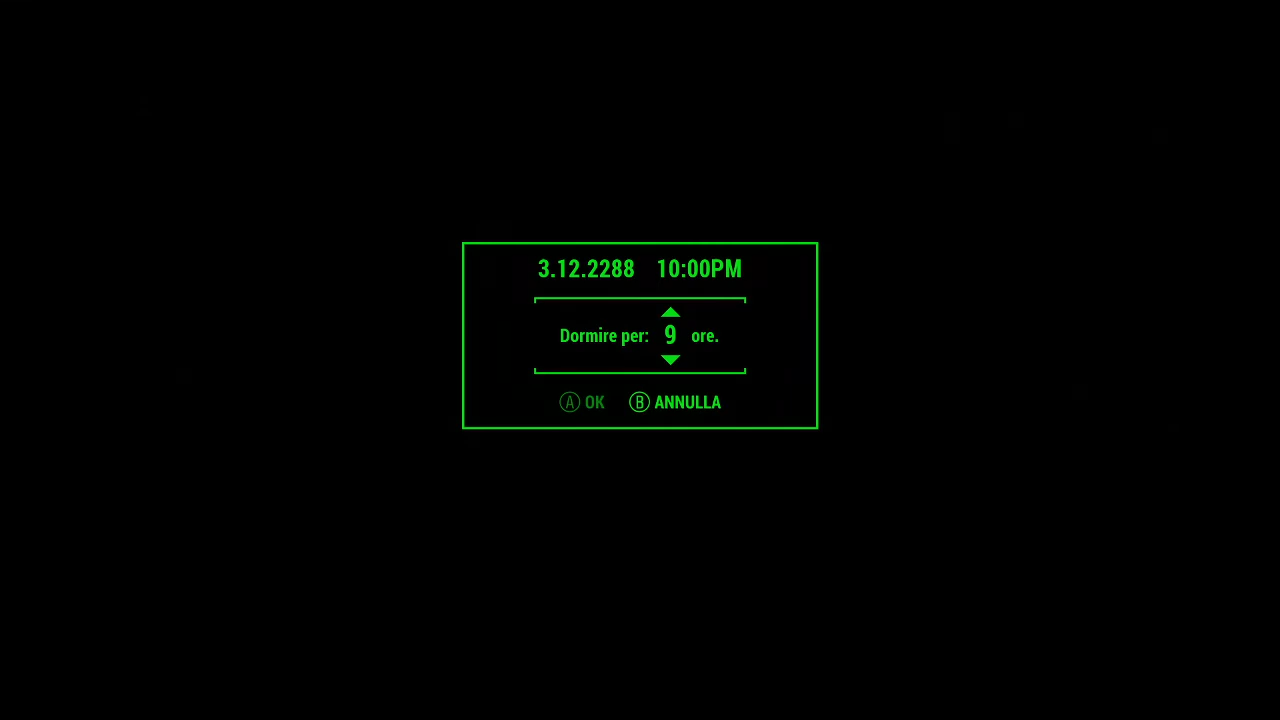 3.12.2288 10:00PM
Dormire per: 9 ore.
Ⓐ OK Ⓑ ANNULLA